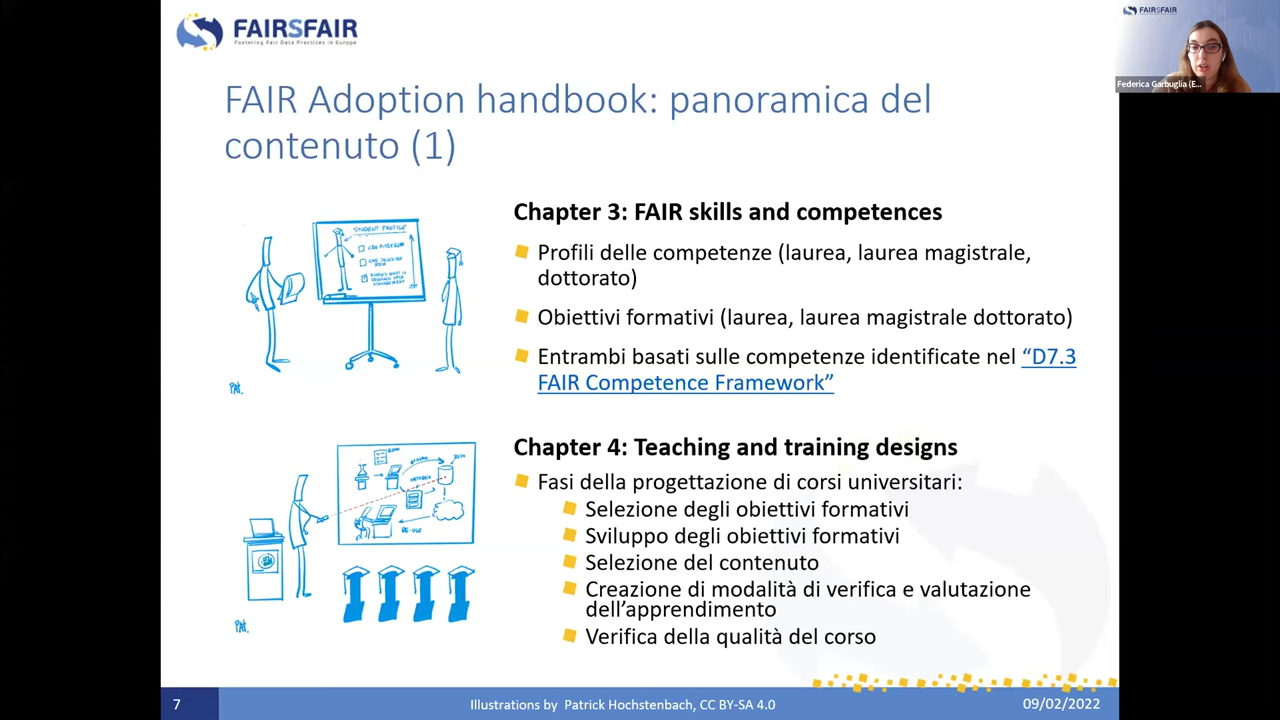 FAIRSFAIR
Fostering Fair Data Practices in Europe
FAIRSFAIR
Federica Garbuglia (E...
FAIR Adoption handbook: panoramica del
contenuto (1)
STUDENT PROFILE
PAT.
Chapter 3: FAIR skills and competences
Profili delle competenze (laurea, laurea magistrale,
dottorato)
Obiettivi formativi (laurea, laurea magistrale dottorato)
Entrambi basati sulle competenze identificate nel “D7.3
FAIR Competence Framework”
RE-USE
PAT.
Chapter 4: Teaching and training designs
Fasi della progettazione di corsi universitari:
Selezione degli obiettivi formativi
Sviluppo degli obiettivi formativi
Selezione del contenuto
Creazione di modalità di verifica e valutazione
dell’apprendimento
Verifica della qualità del corso
7
Illustrations by Patrick Hochstenbach, CC BY-SA 4.0
09/02/2022